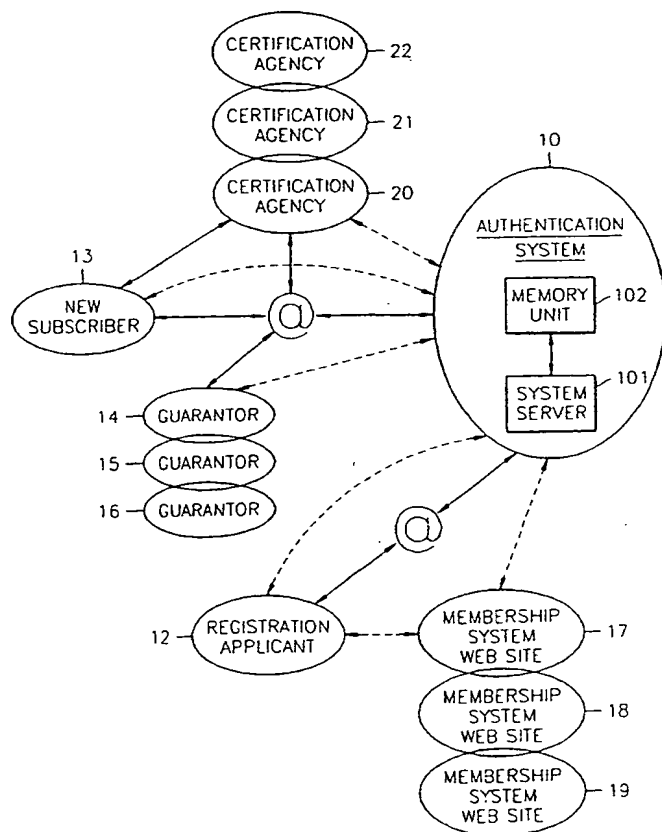 CERTIFICATION
AGENCY
22
CERTIFICATION
AGENCY
21
CERTIFICATION
AGENCY
20
10
AUTHENTICATION
SYSTEM
MEMORY
UNIT
102
SYSTEM
SERVER
101
13
NEW
SUBSCRIBER
@
14
GUARANTOR
15
GUARANTOR
16
GUARANTOR
@
12
REGISTRATION
APPLICANT
MEMBERSHIP
SYSTEM
WEB SITE
17
MEMBERSHIP
SYSTEM
WEB SITE
18
MEMBERSHIP
SYSTEM
WEB SITE
19